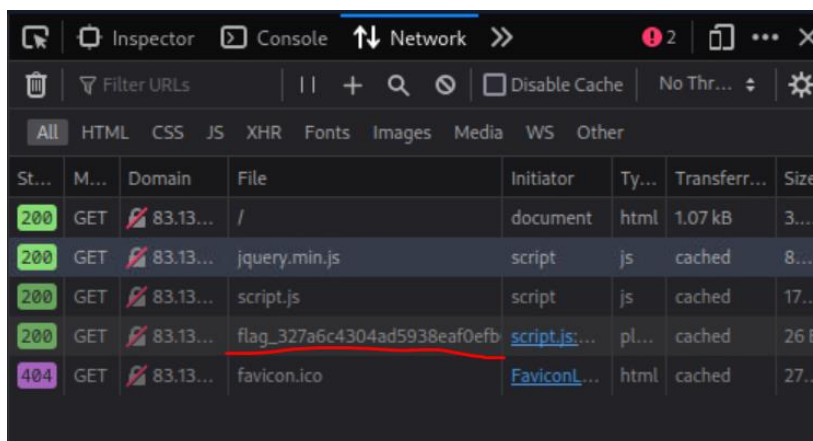 Inspector Console Network 2
Filter URLs Disable Cache No Thr...
All HTML CSS JS XHR Fonts Images Media WS Other
St... M... Domain File Initiator Ty... Transferr... Size
200 GET 83.13... / document html 1.07 kB 3...
200 GET 83.13... jquery.min.js script js cached 8...
200 GET 83.13... script.js script js cached 17...
200 GET 83.13... flag_327a6c4304ad5938eaf0efb script.js:... pl... cached 26
404 GET 83.13... favicon.ico FaviconL... html cached 27...